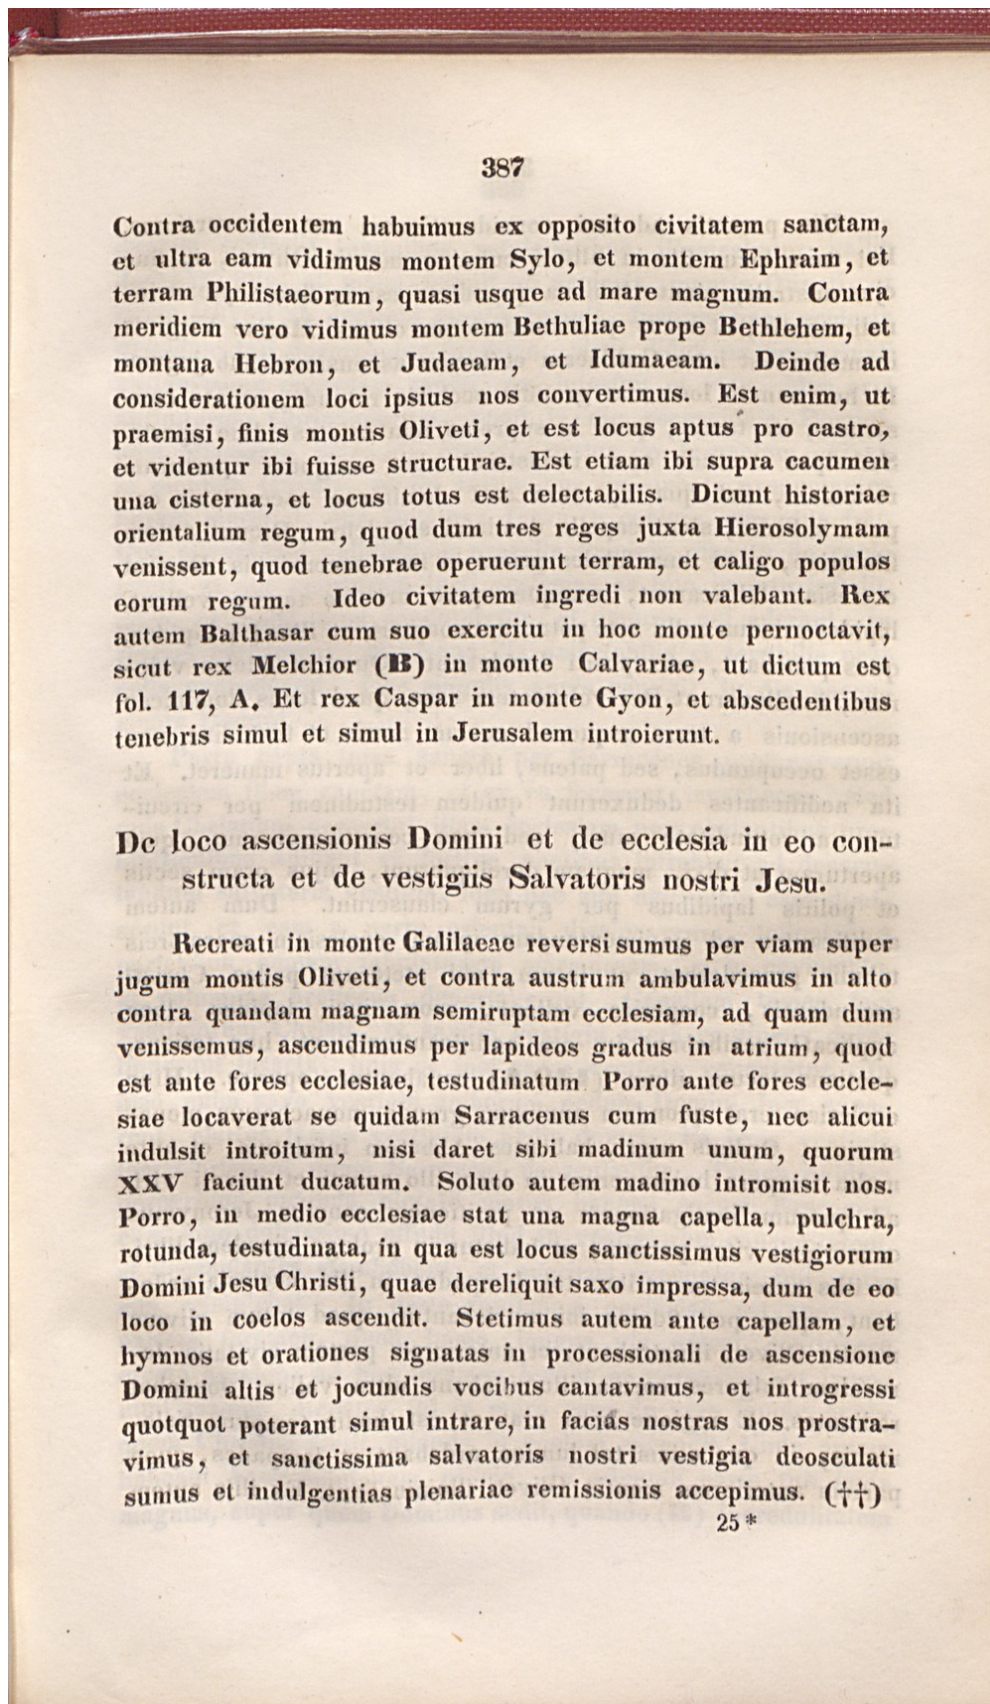 387
Contra occidentem habuimus ex opposito civitatem sanctam,
et ultra eam vidimus montem Sylo, et montem Ephraim, et
terram Philistaeorum, quasi usque ad mare magnum. Contra
meridiem vero vidimus montem Bethuliae prope Bethlehem, et
montana Hebron, et Judaeam, et Idumaeam. Deinde ad
considerationem loci ipsius nos convertimus. Est enim, ut
praemisi, finis montis Oliveti, et est locus aptus pro castro,
et videntur ibi fuisse structurae. Est etiam ibi supra cacumen
una cisterna, et locus totus est delectabilis. Dicunt historiae
orientalium regum, quod dum tres reges juxta Hierosolymam
venissent, quod tenebrae operuerunt terram, et caligo populos
eorum regum. Ideo civitatem ingredi non valebant. Rex
autem Balthasar cum suo exercitu in hoc monte pernoctavit,
sicut rex Melchior (B) in monte Calvariae, ut dictum est
fol. 117, A. Et rex Caspar in monte Gyon, et abscedentibus
tenebris simul et simul in Jerusalem introierunt.
De loco ascensionis Domini et de ecclesia in eo con-
structa et de vestigiis Salvatoris nostri Jesu.
Recreati in monte Galilaeae reversi sumus per viam super
jugum montis Oliveti, et contra austrum ambulavimus in alto
contra quandam magnam semiruptam ecclesiam, ad quam dum
venissemus, ascendimus per lapideos gradus in atrium, quod
est ante fores ecclesiae, testudinatum Porro ante fores eccle-
siae locaverat se quidam Sarracenus cum fuste, nec alicui
indulsit introitum, nisi daret sibi madinum unum, quorum
XXV faciunt ducatum. Soluto autem madino intromisit nos.
Porro, in medio ecclesiae stat una magna capella, pulchra,
rotunda, testudinata, in qua est locus sanctissimus vestigiorum
Domini Jesu Christi, quae dereliquit saxo impressa, dum de eo
loco in coelos ascendit. Stetimus autem ante capellam, et
hymnos et orationes signatas in processionali de ascensione
Domini altis et jocundis vocibus cantavimus, et introgressi
quotquot poterant simul intrare, in facias nostras nos prostra-
vimus, et sanctissima salvatoris nostri vestigia deosculati
sumus et indulgentias plenariae remissionis accepimus. (††)
25 *